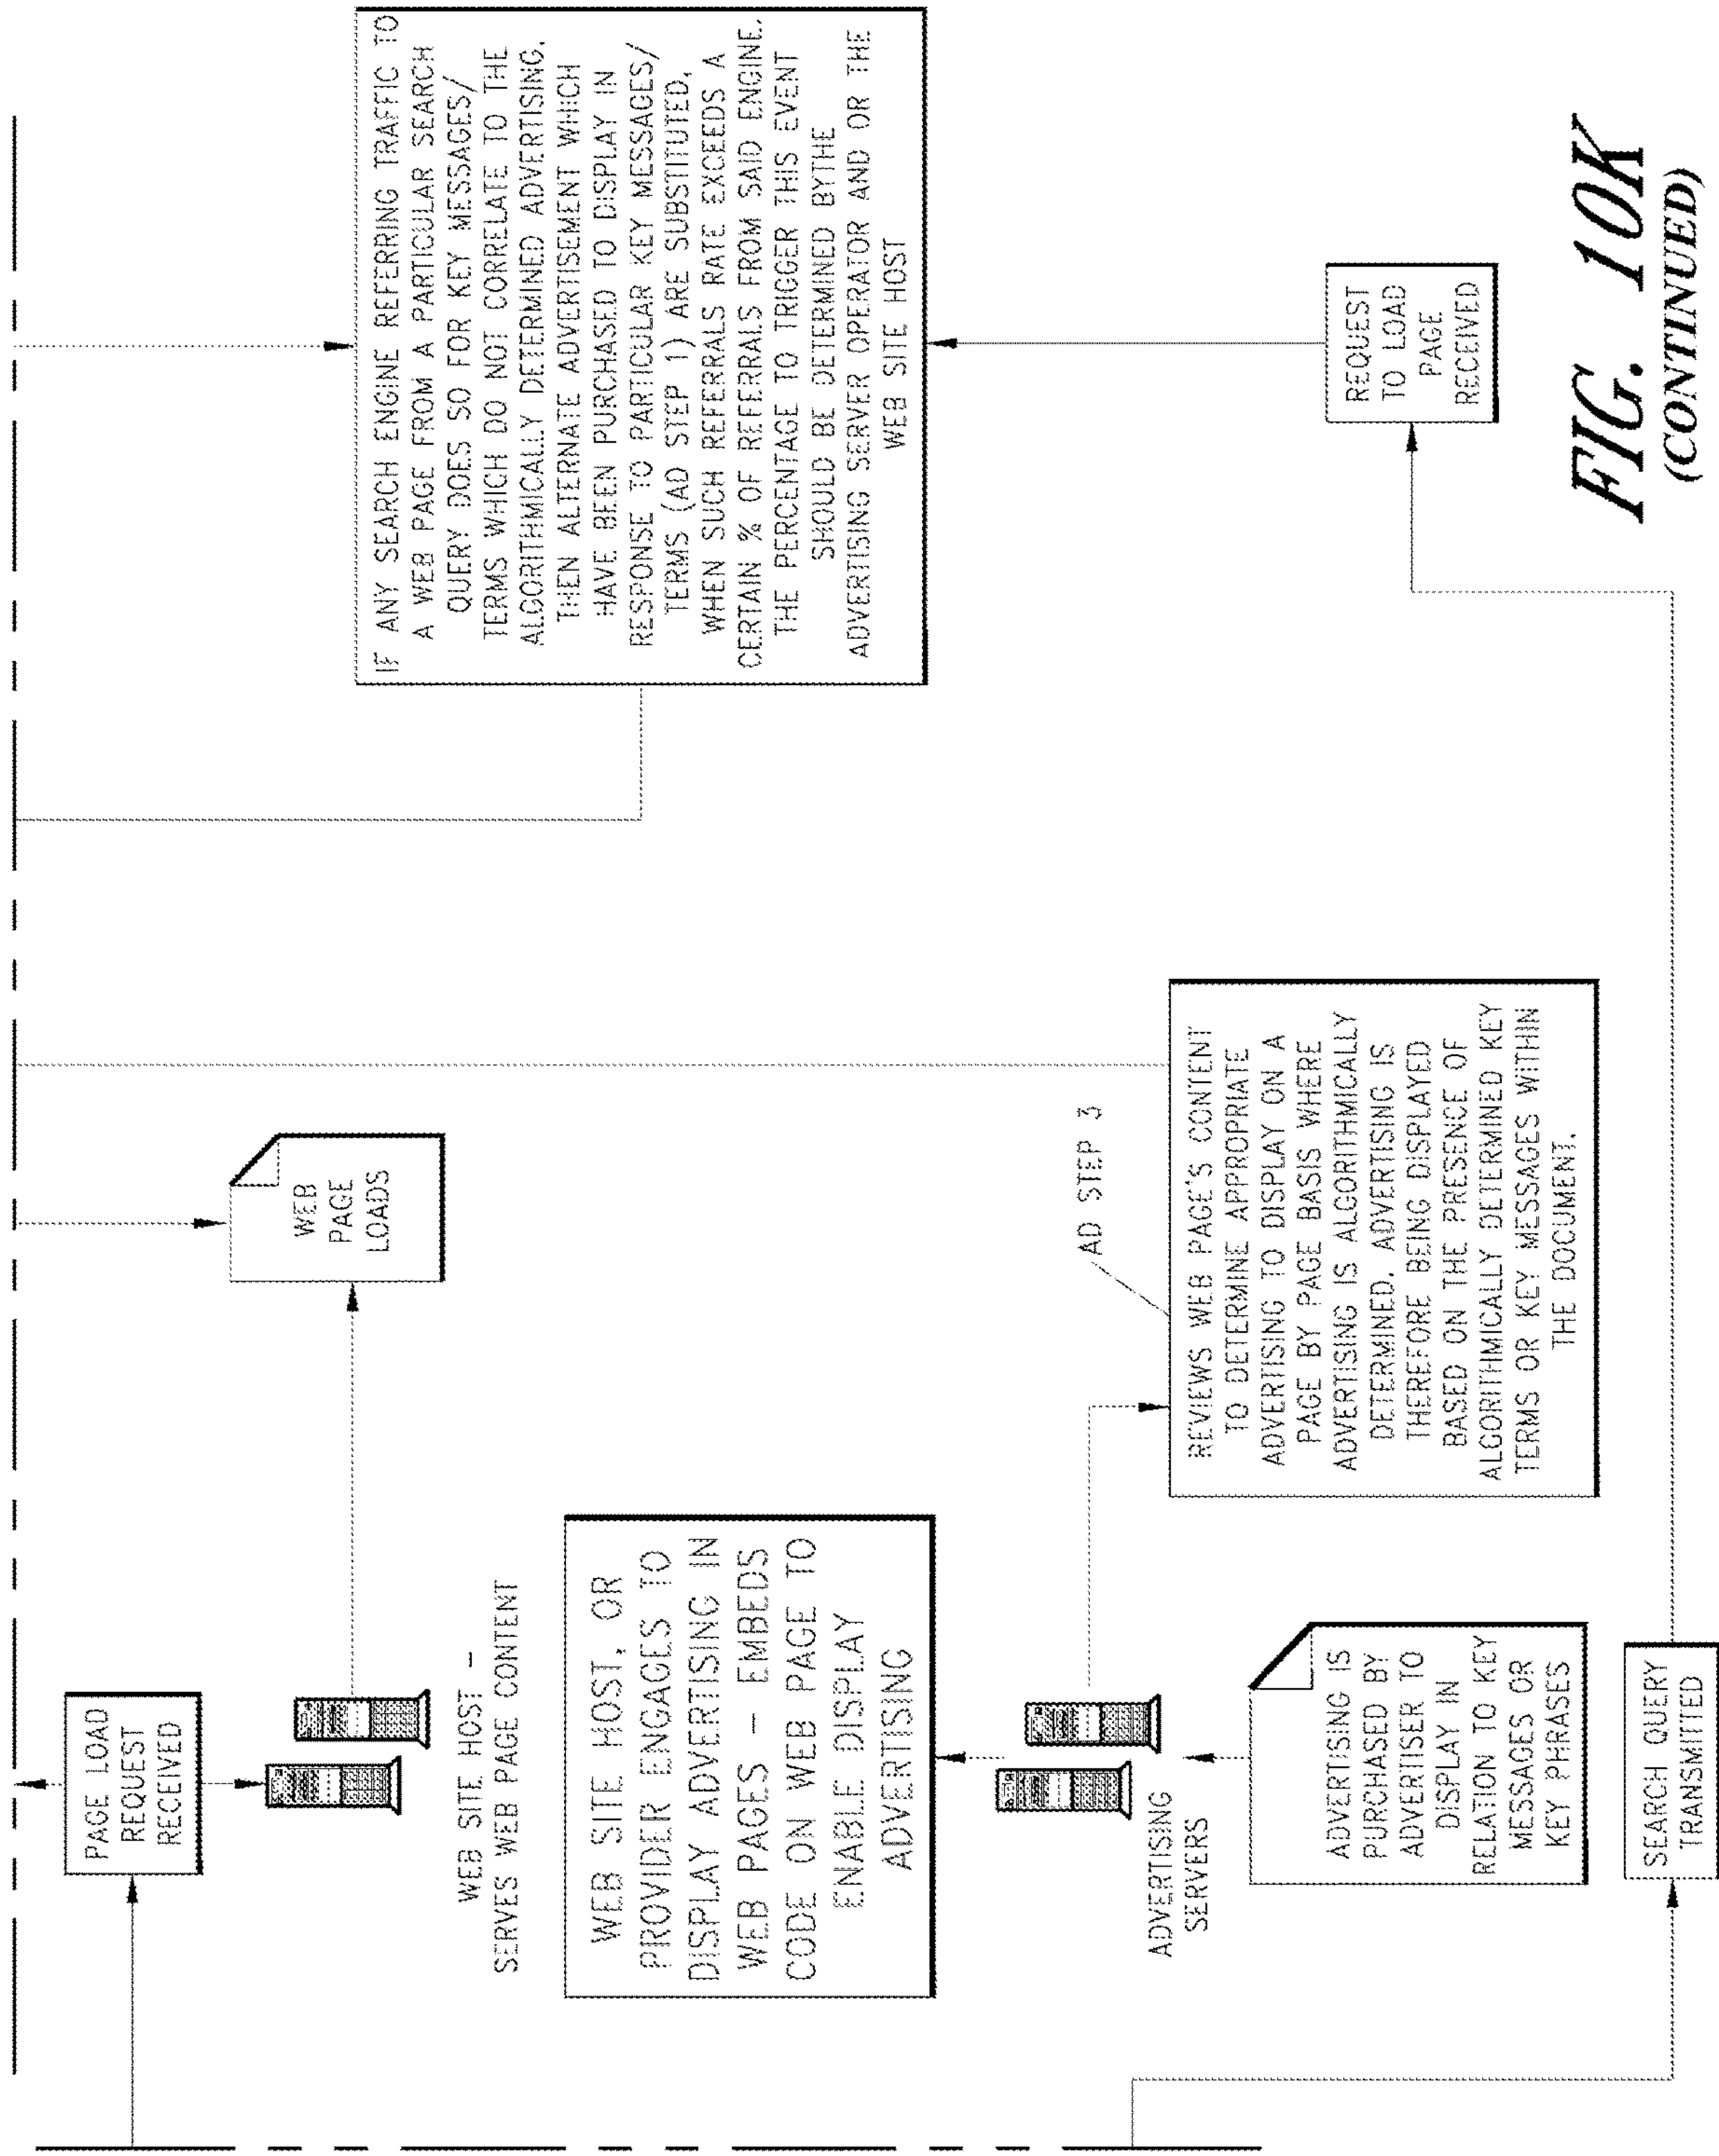 PAGE LOAD
REQUEST
RECEIVED
WEB SITE HOST -
SERVES WEB PAGE CONTENT
WEB
PAGE
LOADS
WEB SITE HOST, OR
PROVIDER ENGAGES TO
DISPLAY ADVERTISING IN
WEB PAGES - EMBEDS
CODE ON WEB PAGE TO
ENABLE DISPLAY
ADVERTISING
ADVERTISING
SERVERS
ADVERTISING IS
PURCHASED BY
ADVERTISER TO
DISPLAY IN
RELATION TO KEY
MESSAGES OR
KEY PHRASES
SEARCH QUERY
TRANSMITTED
AD STEP 3
REVIEWS WEB PAGE'S CONTENT
TO DETERMINE APPROPRIATE
ADVERTISING TO DISPLAY ON A
PAGE BY PAGE BASIS WHERE
ADVERTISING IS ALGORITHMICALLY
DETERMINED. ADVERTISING IS
THEREFORE BEING DISPLAYED
BASED ON THE PRESENCE OF
ALGORITHMICALLY DETERMINED KEY
TERMS OR KEY MESSAGES WITHIN
THE DOCUMENT.
IF ANY SEARCH ENGINE REFERRING TRAFFIC TO
A WEB PAGE FROM A PARTICULAR SEARCH
QUERY DOES SO FOR KEY MESSAGES/
TERMS WHICH DO NOT CORRELATE TO THE
ALGORITHMICALLY DETERMINED ADVERTISING,
THEN ALTERNATE ADVERTISEMENT WHICH
HAVE BEEN PURCHASED TO DISPLAY IN
RESPONSE TO PARTICULAR KEY MESSAGES/
TERMS (AD STEP 1) ARE SUBSTITUTED,
WHEN SUCH REFERRALS RATE EXCEEDS A
CERTAIN % OF REFERRALS FROM SAID ENGINE.
THE PERCENTAGE TO TRIGGER THIS EVENT
SHOULD BE DETERMINED BYTHE
ADVERTISING SERVER OPERATOR AND OR THE
WEB SITE HOST
REQUEST
TO LOAD
PAGE
RECEIVED
FIG. 10K
(CONTINUED)